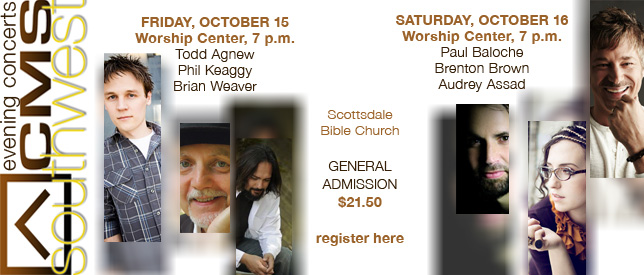 evening concerts
CMS
southwest
FRIDAY, OCTOBER 15
Worship Center, 7 p.m.
Todd Agnew
Phil Keaggy
Brian Weaver
SATURDAY, OCTOBER 16
Worship Center, 7 p.m.
Paul Baloche
Brenton Brown
Audrey Assad
Scottsdale
Bible Church
GENERAL
ADMISSION
$21.50
register here